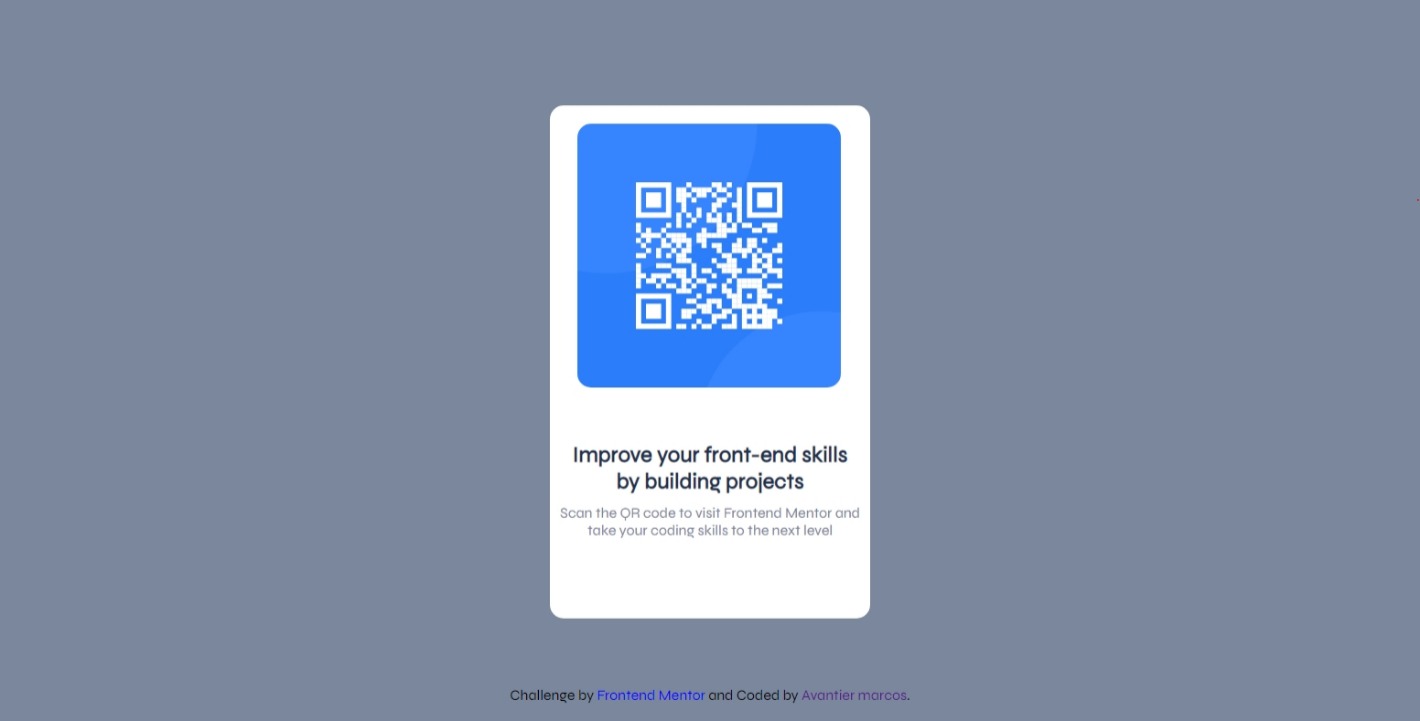 Improve your front-end skills
by building projects
Scan the QR code to visit Frontend Mentor and
take your coding skills to the next level
Challenge by Frontend Mentor and Coded by Avantier marcos.